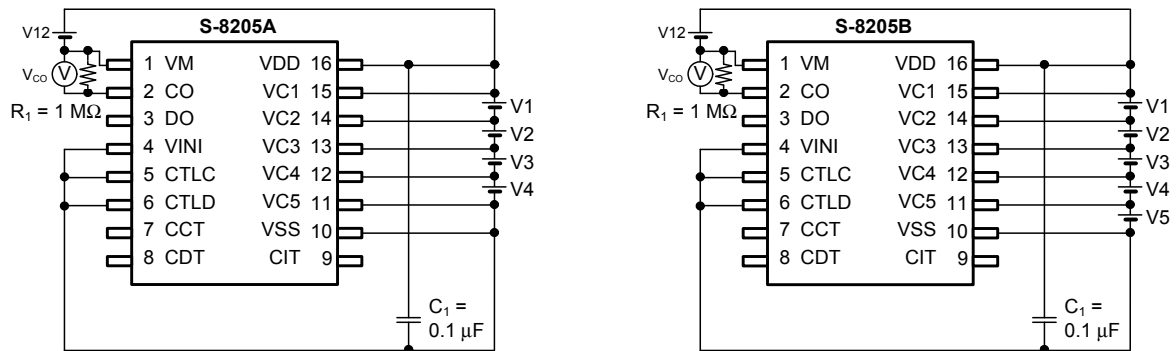 S-8205A
V12
V
V_CO
R₁ = 1 MΩ
1 VM
2 CO
3 DO
4 VINI
5 CTLC
6 CTLD
7 CCT
8 CDT
VDD 16
VC1 15
VC2 14
VC3 13
VC4 12
VC5 11
VSS 10
CIT 9
V1
V2
V3
V4
C₁ =
0.1 μF
S-8205B
V12
V
V_CO
R₁ = 1 MΩ
1 VM
2 CO
3 DO
4 VINI
5 CTLC
6 CTLD
7 CCT
8 CDT
VDD 16
VC1 15
VC2 14
VC3 13
VC4 12
VC5 11
VSS 10
CIT 9
V1
V2
V3
V4
V5
C₁ =
0.1 μF